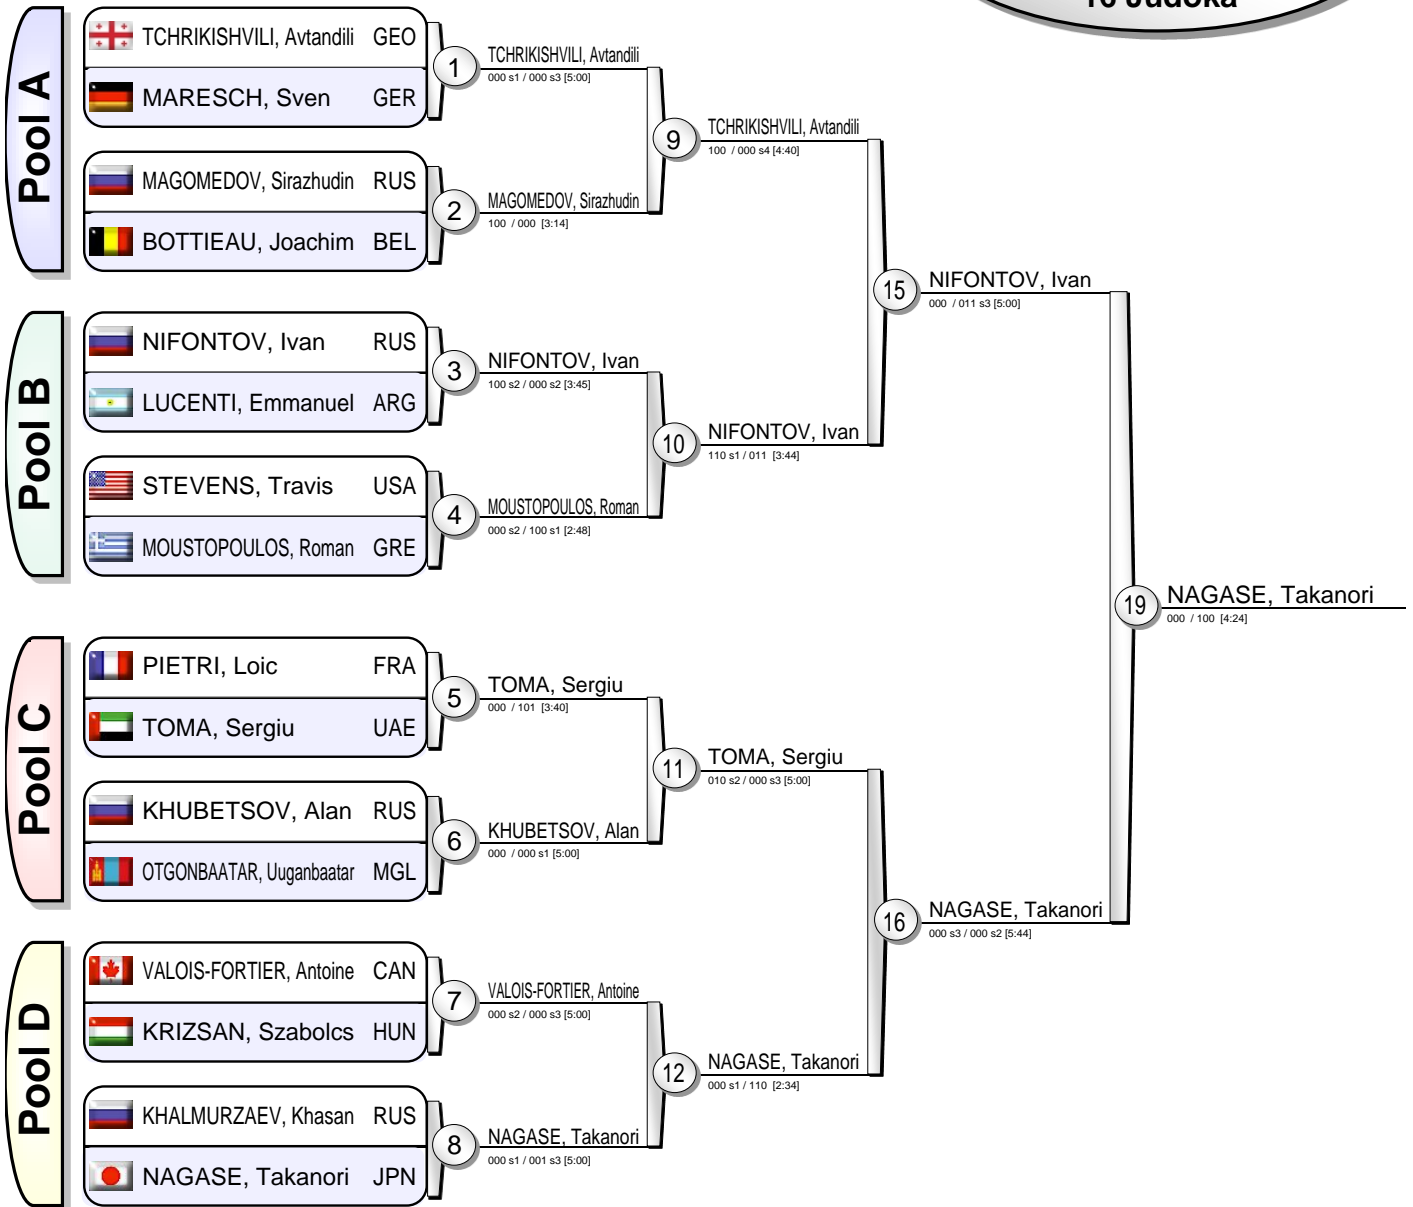 16 Judoka
Pool A
TCHRIKISHVILI, Avtandili GEO
MARESCH, Sven GER
MAGOMEDOV, Sirazhudin RUS
BOTTIEAU, Joachim BEL
1
TCHRIKISHVILI, Avtandili
000 s1 / 000 s3 [5:00]
2
MAGOMEDOV, Sirazhudin
100 / 000 [3:14]
9
TCHRIKISHVILI, Avtandili
100 / 000 s4 [4:40]
Pool B
NIFONTOV, Ivan RUS
LUCENTI, Emmanuel ARG
STEVENS, Travis USA
MOUSTOPOULOS, Roman GRE
3
NIFONTOV, Ivan
100 s2 / 000 s2 [3:45]
4
MOUSTOPOULOS, Roman
000 s2 / 100 s1 [2:48]
10
NIFONTOV, Ivan
110 s1 / 011 [3:44]
15
NIFONTOV, Ivan
000 / 011 s3 [5:00]
Pool C
PIETRI, Loic FRA
TOMA, Sergiu UAE
KHUBETSOV, Alan RUS
OTGONBAATAR, Uuganbaatar MGL
5
TOMA, Sergiu
000 / 101 [3:40]
6
KHUBETSOV, Alan
000 / 000 s1 [5:00]
11
TOMA, Sergiu
010 s2 / 000 s3 [5:00]
Pool D
VALOIS-FORTIER, Antoine CAN
KRIZSAN, Szabolcs HUN
KHALMURZAEV, Khasan RUS
NAGASE, Takanori JPN
7
VALOIS-FORTIER, Antoine
000 s2 / 000 s3 [5:00]
8
NAGASE, Takanori
000 s1 / 001 s3 [5:00]
12
NAGASE, Takanori
000 s1 / 110 [2:34]
16
NAGASE, Takanori
000 s3 / 000 s2 [5:44]
19
NAGASE, Takanori
000 / 100 [4:24]